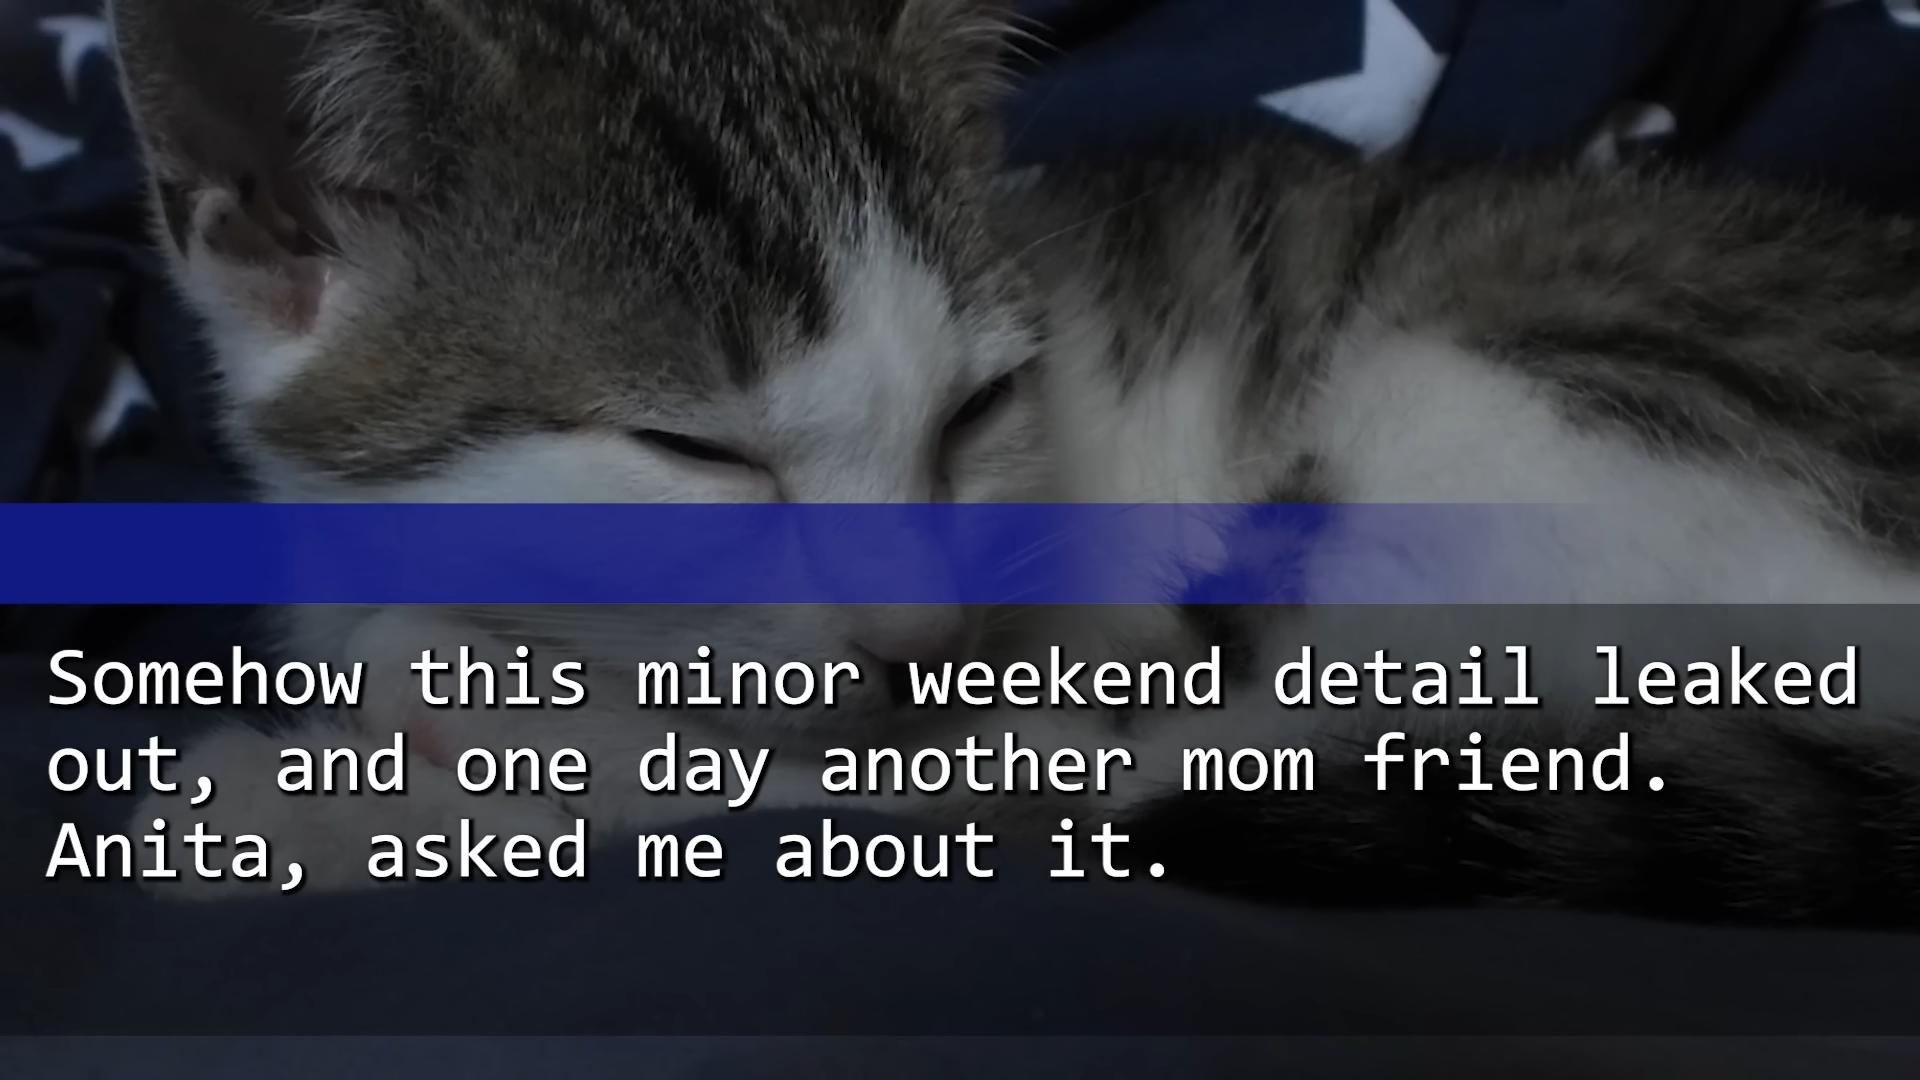 Somehow this minor weekend detail leaked
out, and one day another mom friend.
Anita, asked me about it.